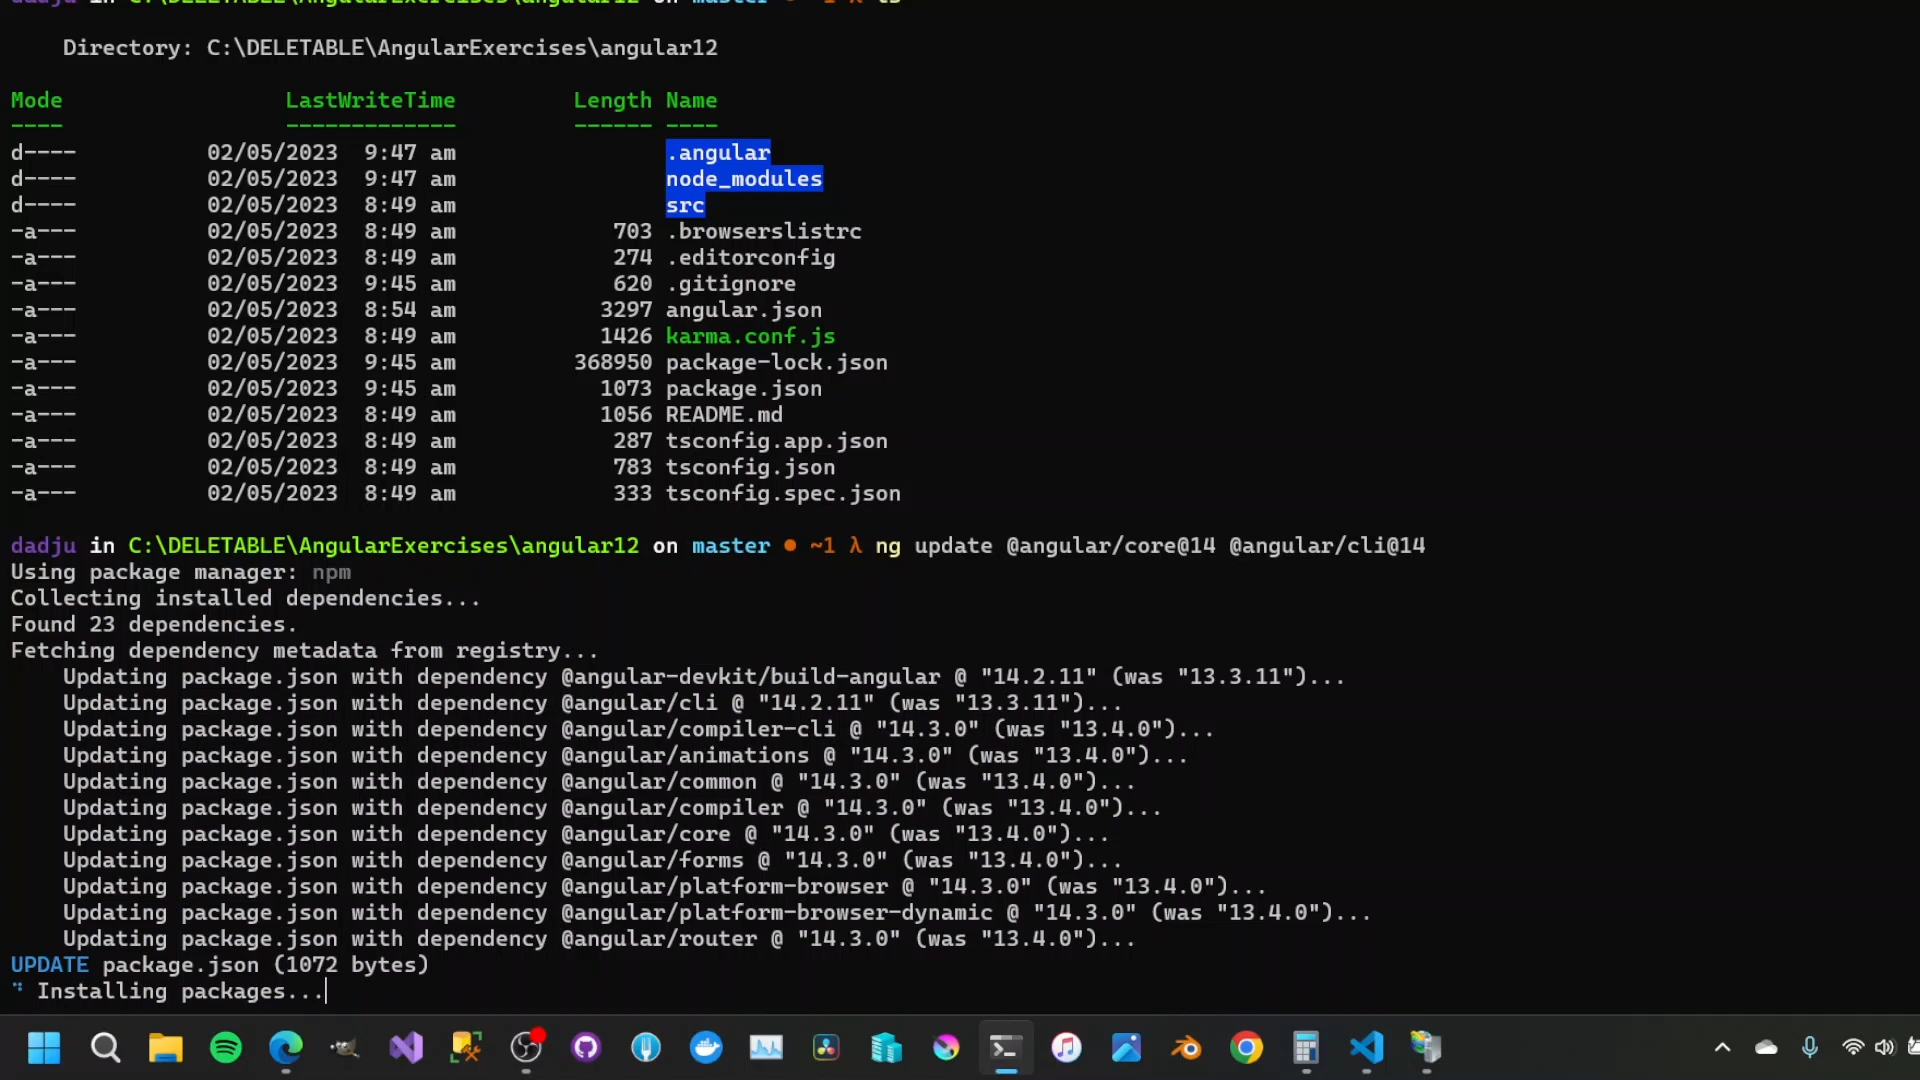 dadju in C:\DELETABLE\AngularExercises\angular12 on master ● ~1 λ ls
Directory: C:\DELETABLE\AngularExercises\angular12
Mode LastWriteTime Length Name
---- ------------- ------ ----
d---- 02/05/2023 9:47 am .angular
d---- 02/05/2023 9:47 am node_modules
d---- 02/05/2023 8:49 am src
-a--- 02/05/2023 8:49 am 703 .browserslistrc
-a--- 02/05/2023 8:49 am 274 .editorconfig
-a--- 02/05/2023 9:45 am 620 .gitignore
-a--- 02/05/2023 8:54 am 3297 angular.json
-a--- 02/05/2023 8:49 am 1426 karma.conf.js
-a--- 02/05/2023 9:45 am 368950 package-lock.json
-a--- 02/05/2023 9:45 am 1073 package.json
-a--- 02/05/2023 8:49 am 1056 README.md
-a--- 02/05/2023 8:49 am 287 tsconfig.app.json
-a--- 02/05/2023 8:49 am 783 tsconfig.json
-a--- 02/05/2023 8:49 am 333 tsconfig.spec.json
dadju in C:\DELETABLE\AngularExercises\angular12 on master ● ~1 λ ng update @angular/core@14 @angular/cli@14
Using package manager: npm
Collecting installed dependencies...
Found 23 dependencies.
Fetching dependency metadata from registry...
Updating package.json with dependency @angular-devkit/build-angular @ "14.2.11" (was "13.3.11")...
Updating package.json with dependency @angular/cli @ "14.2.11" (was "13.3.11")...
Updating package.json with dependency @angular/compiler-cli @ "14.3.0" (was "13.4.0")...
Updating package.json with dependency @angular/animations @ "14.3.0" (was "13.4.0")...
Updating package.json with dependency @angular/common @ "14.3.0" (was "13.4.0")...
Updating package.json with dependency @angular/compiler @ "14.3.0" (was "13.4.0")...
Updating package.json with dependency @angular/core @ "14.3.0" (was "13.4.0")...
Updating package.json with dependency @angular/forms @ "14.3.0" (was "13.4.0")...
Updating package.json with dependency @angular/platform-browser @ "14.3.0" (was "13.4.0")...
Updating package.json with dependency @angular/platform-browser-dynamic @ "14.3.0" (was "13.4.0")...
Updating package.json with dependency @angular/router @ "14.3.0" (was "13.4.0")...
UPDATE package.json (1072 bytes)
Installing packages...